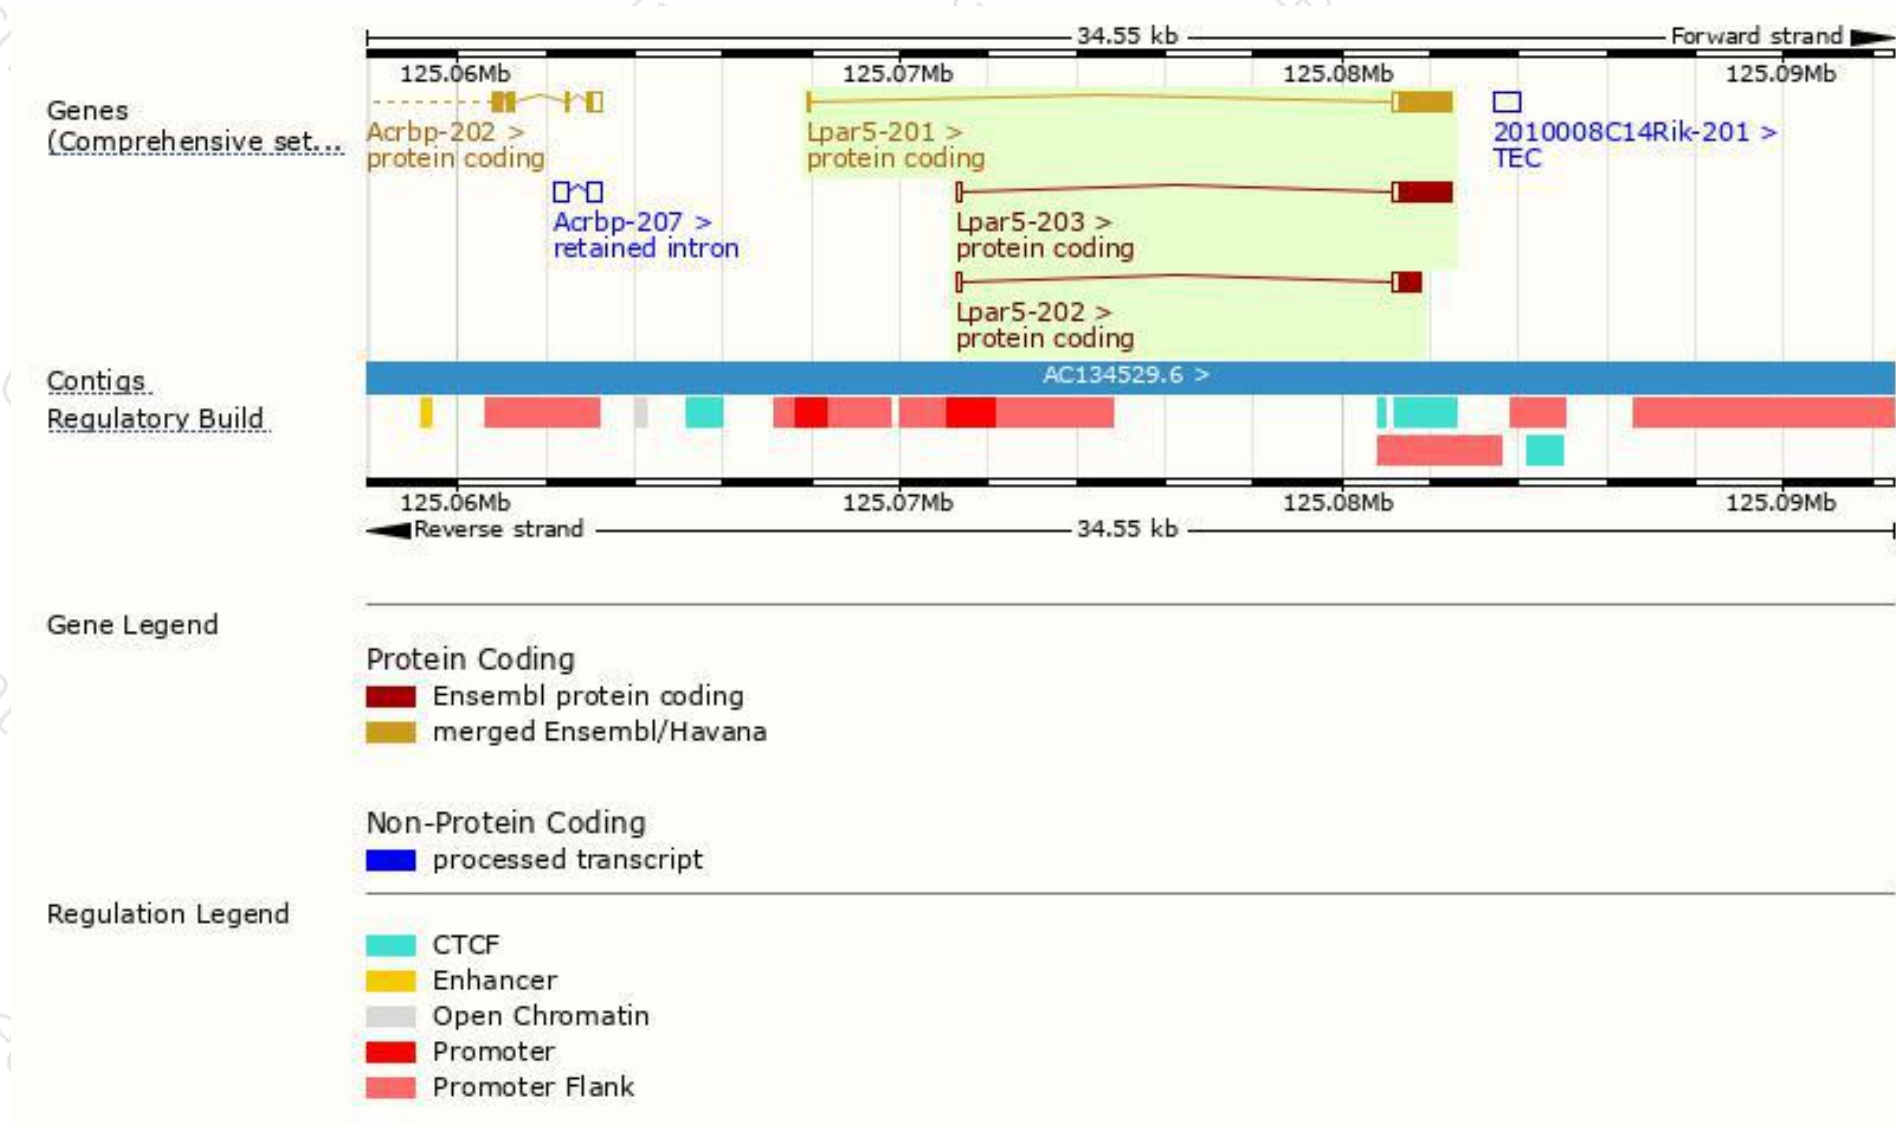 34.55 kb
Forward strand
125.06Mb 125.07Mb 125.08Mb 125.09Mb
Genes
(Comprehensive set...
Acrbp-202 >
protein coding
Lpar5-201 >
protein coding
2010008C14Rik-201 >
TEC
Acrbp-207 >
retained intron
Lpar5-203 >
protein coding
Lpar5-202 >
protein coding
Contigs
AC134529.6 >
Regulatory Build
125.06Mb 125.07Mb 125.08Mb 125.09Mb
Reverse strand
34.55 kb
Gene Legend
Protein Coding
Ensembl protein coding
merged Ensembl/Havana
Non-Protein Coding
processed transcript
Regulation Legend
CTCF
Enhancer
Open Chromatin
Promoter
Promoter Flank